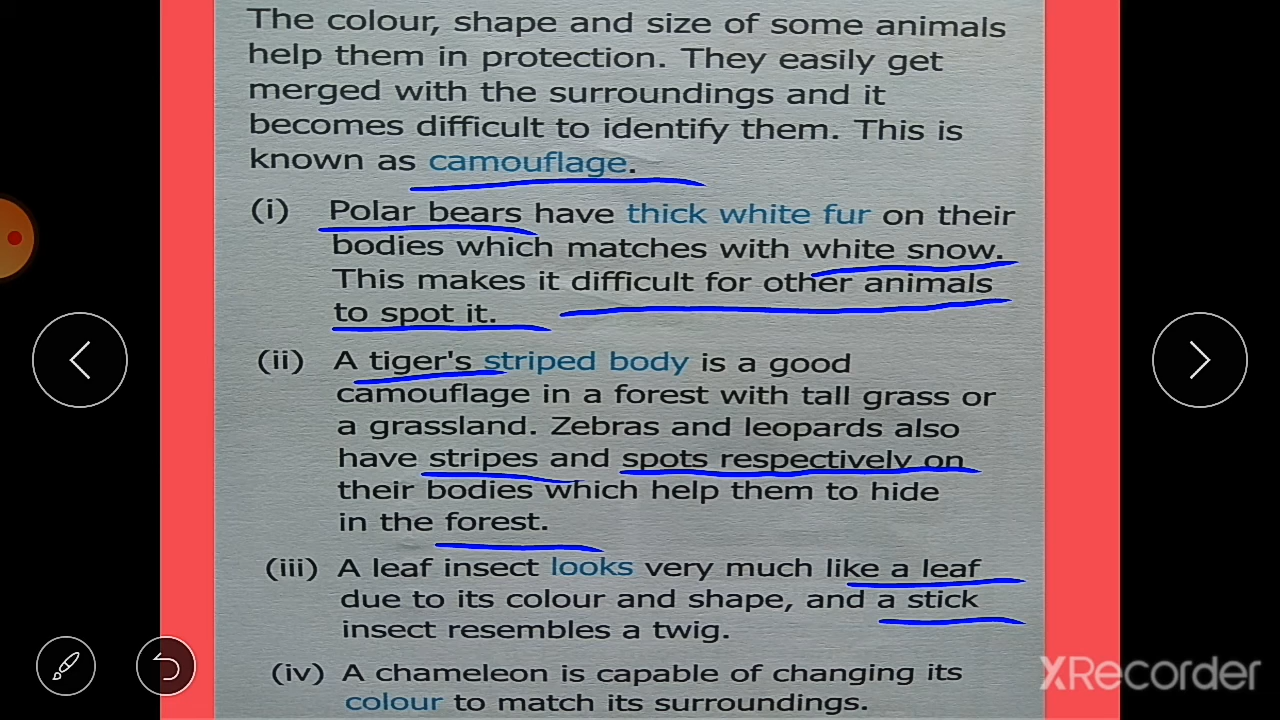 The colour, shape and size of some animals
help them in protection. They easily get
merged with the surroundings and it
becomes difficult to identify them. This is
known as camouflage.
(i) Polar bears have thick white fur on their
bodies which matches with white snow.
This makes it difficult for other animals
to spot it.
(ii) A tiger's striped body is a good
camouflage in a forest with tall grass or
a grassland. Zebras and leopards also
have stripes and spots respectively on
their bodies which help them to hide
in the forest.
(iii) A leaf insect looks very much like a leaf
due to its colour and shape, and a stick
insect resembles a twig.
(iv) A chameleon is capable of changing its
colour to match its surroundings.
XRecorder